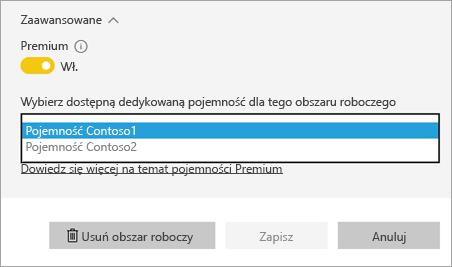 Zaawansowane
Premium
Wł.
Wybierz dostępną dedykowaną pojemność dla tego obszaru roboczego
Pojemność Contoso1
Pojemność Contoso2
Dowiedz się więcej na temat pojemności Premium
Usuń obszar roboczy Zapisz Anuluj